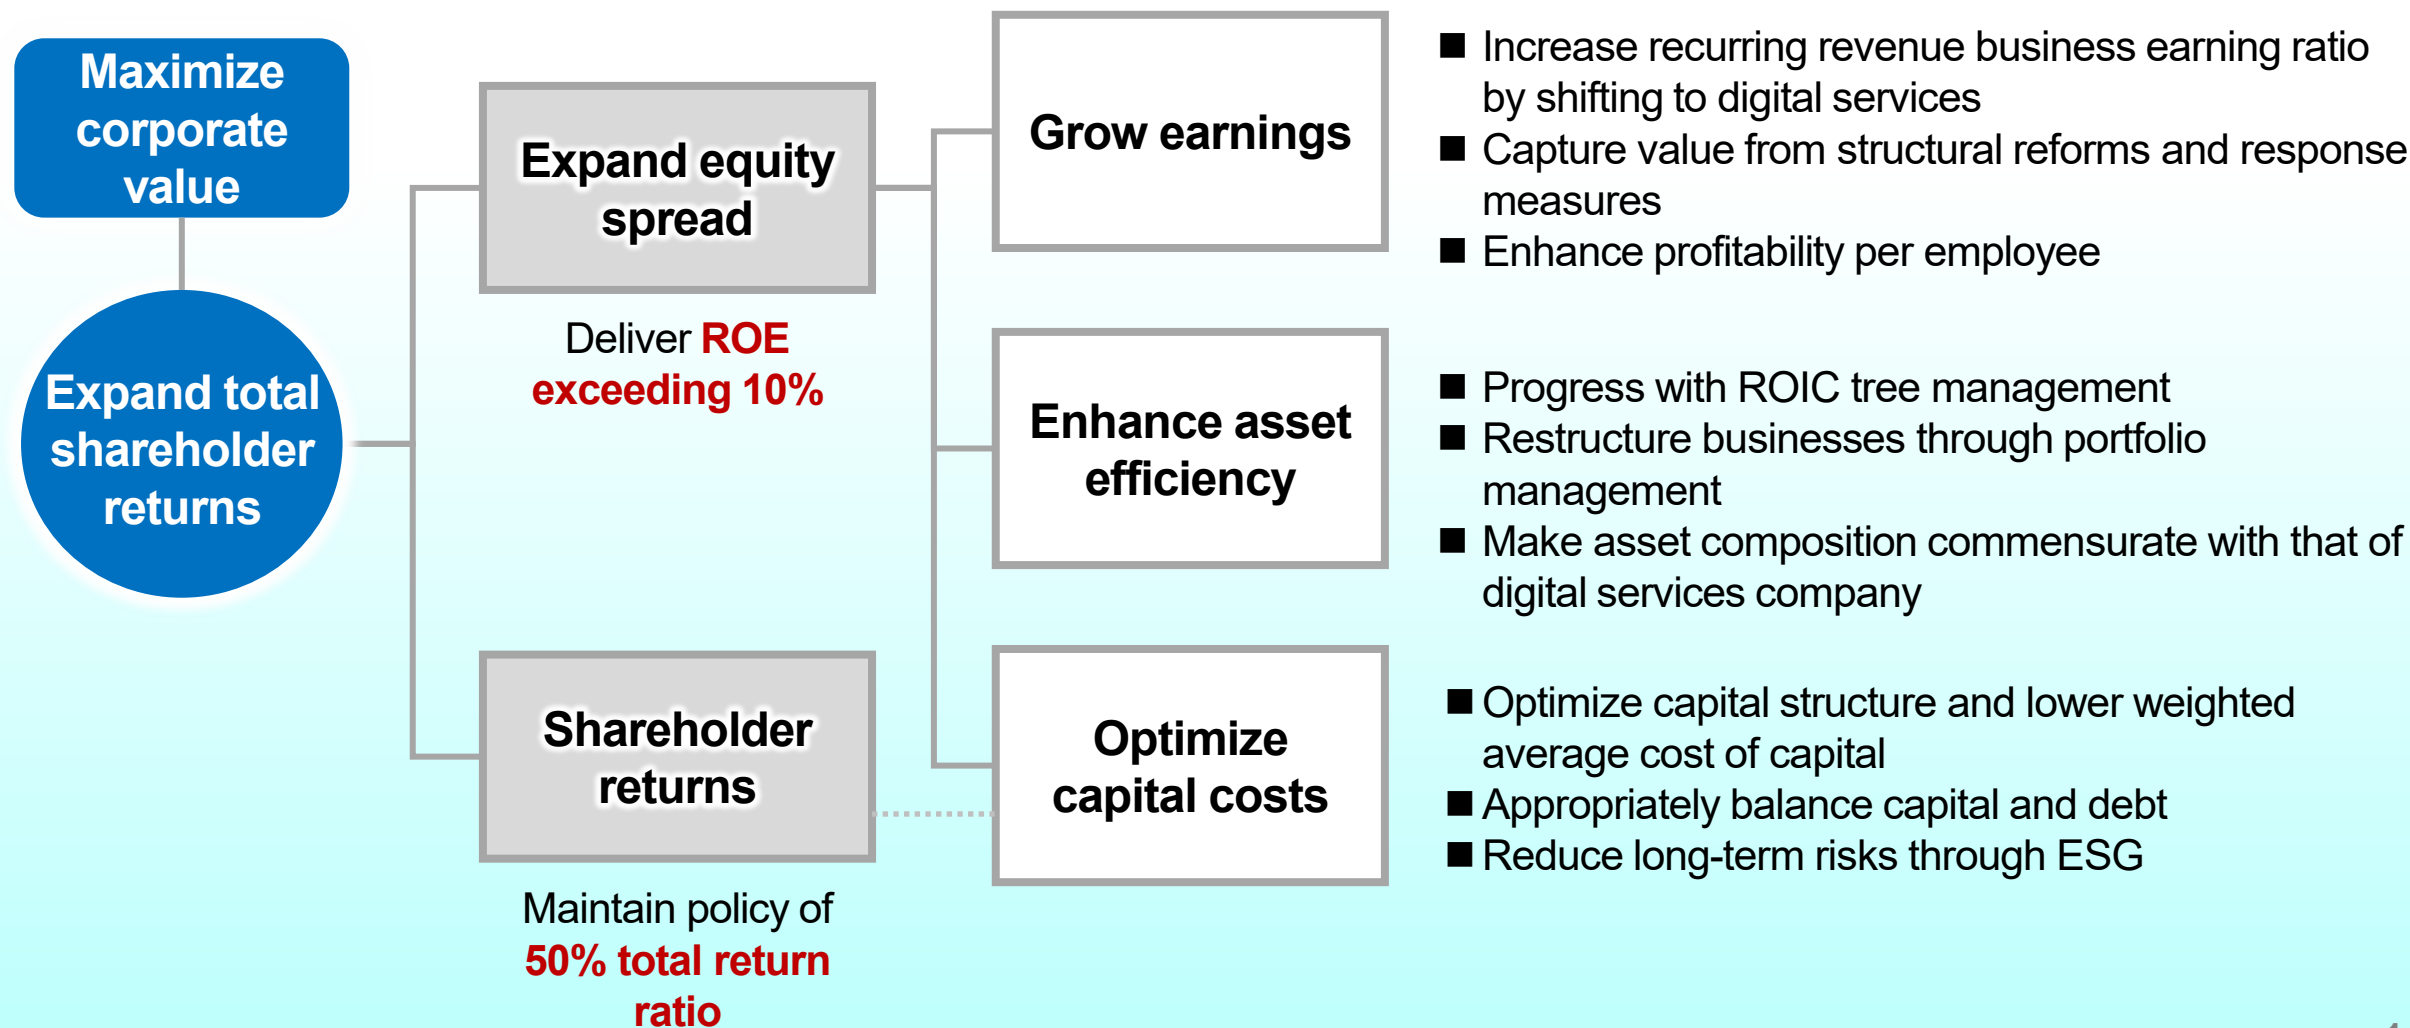 Maximize
corporate
value
Expand total
shareholder
returns
Expand equity
spread
Deliver ROE
exceeding 10%
Shareholder
returns
Maintain policy of
50% total return
ratio
Grow earnings
■ Increase recurring revenue business earning ratio
by shifting to digital services
■ Capture value from structural reforms and response
measures
■ Enhance profitability per employee
Enhance asset
efficiency
■ Progress with ROIC tree management
■ Restructure businesses through portfolio
management
■ Make asset composition commensurate with that of
digital services company
Optimize
capital costs
■ Optimize capital structure and lower weighted
average cost of capital
■ Appropriately balance capital and debt
■ Reduce long-term risks through ESG